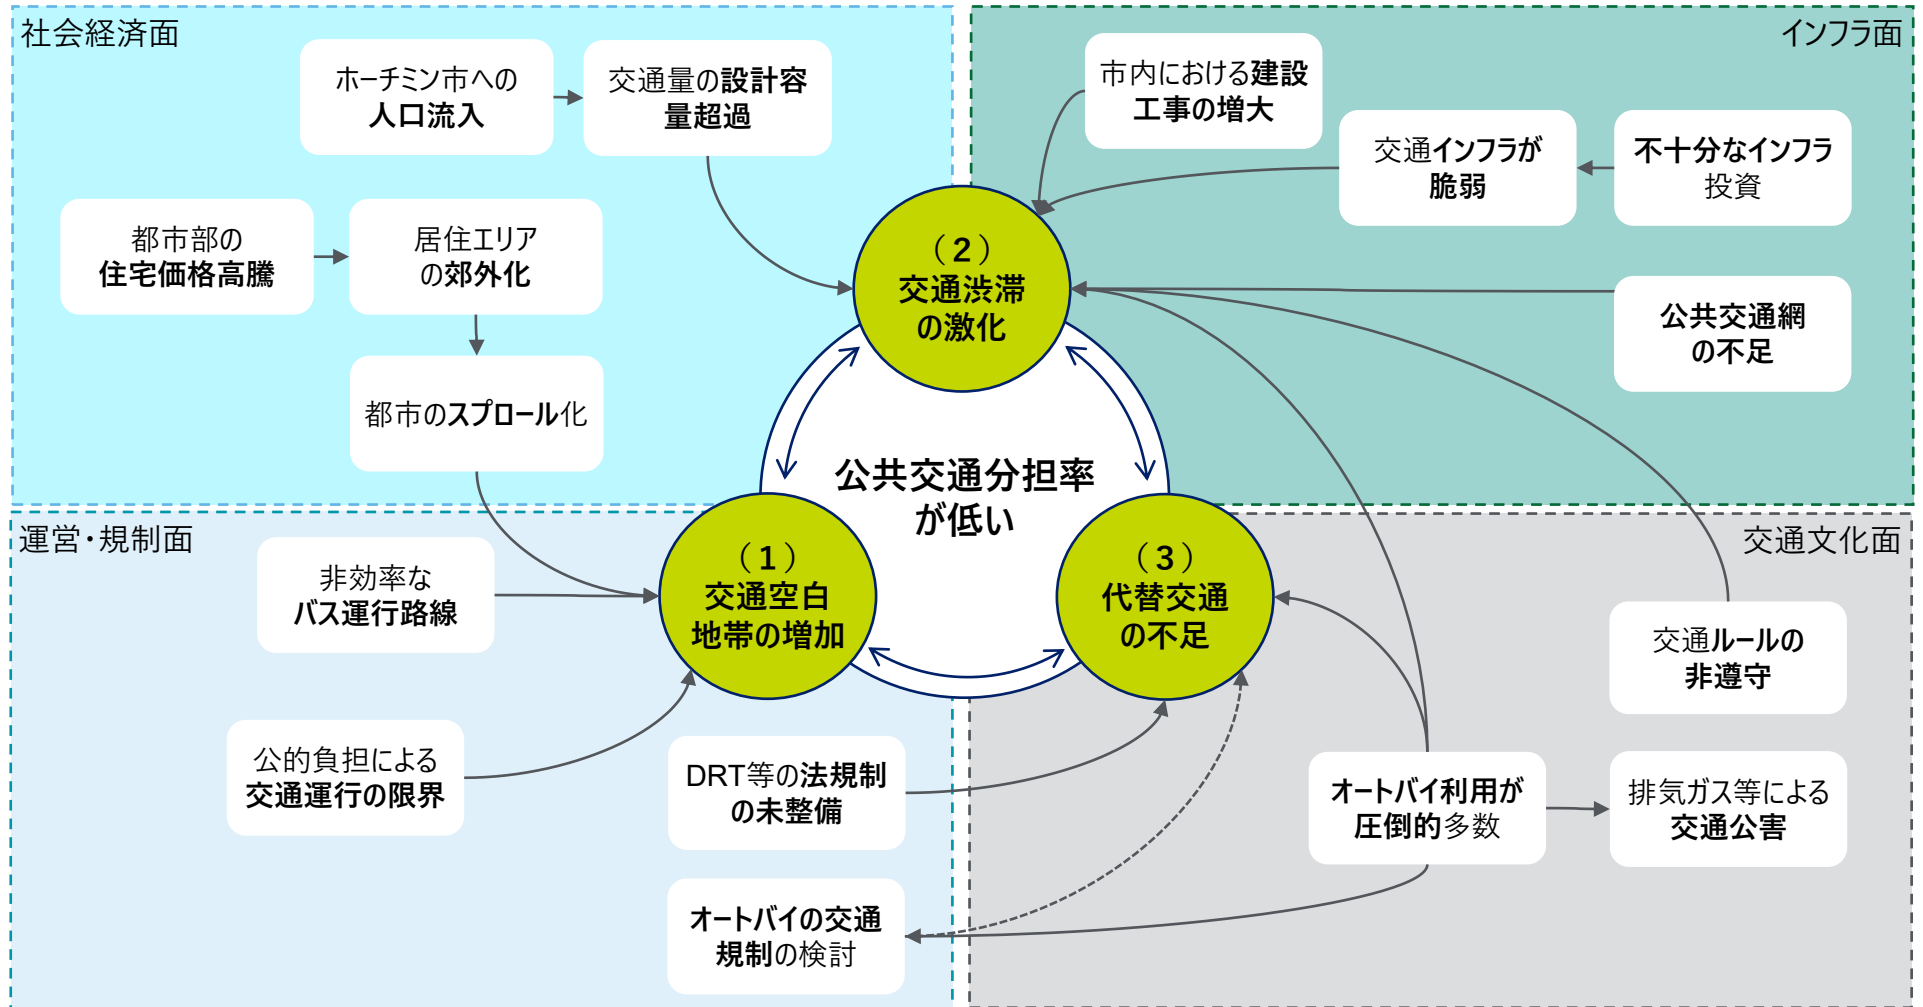 社会経済面
ホーチミン市への
人口流入
交通量の設計容
量超過
都市部の
住宅価格高騰
居住エリア
の郊外化
都市のスプロール化
インフラ面
市内における建設
工事の増大
交通インフラが
脆弱
不十分なインフラ
投資
公共交通網
の不足
（２）
交通渋滞
の激化
公共交通分担率
が低い
（１）
交通空白
地帯の増加
（３）
代替交通
の不足
運営・規制面
非効率な
バス運行路線
公的負担による
交通運行の限界
DRT等の法規制
の未整備
オートバイの交通
規制の検討
交通文化面
交通ルールの
非遵守
オートバイ利用が
圧倒的多数
排気ガス等による
交通公害